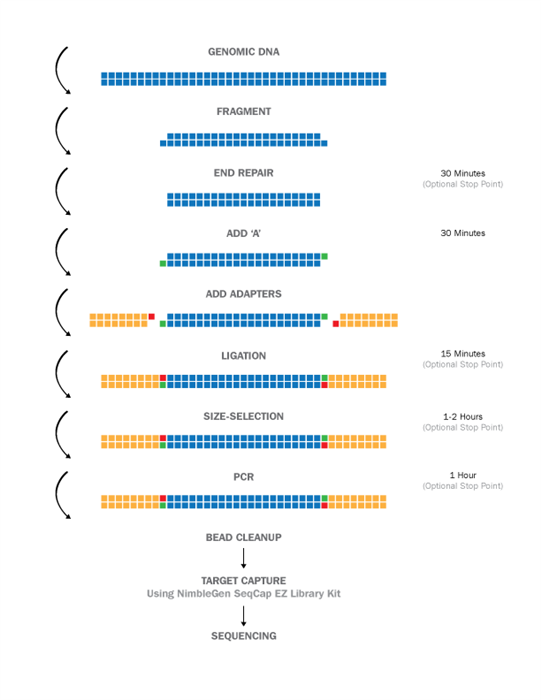 GENOMIC DNA
FRAGMENT
END REPAIR
30 Minutes
(Optional Stop Point)
ADD ‘A’
30 Minutes
ADD ADAPTERS
LIGATION
15 Minutes
(Optional Stop Point)
SIZE-SELECTION
1-2 Hours
(Optional Stop Point)
PCR
1 Hour
(Optional Stop Point)
BEAD CLEANUP
TARGET CAPTURE
Using NimbleGen SeqCap EZ Library Kit
SEQUENCING